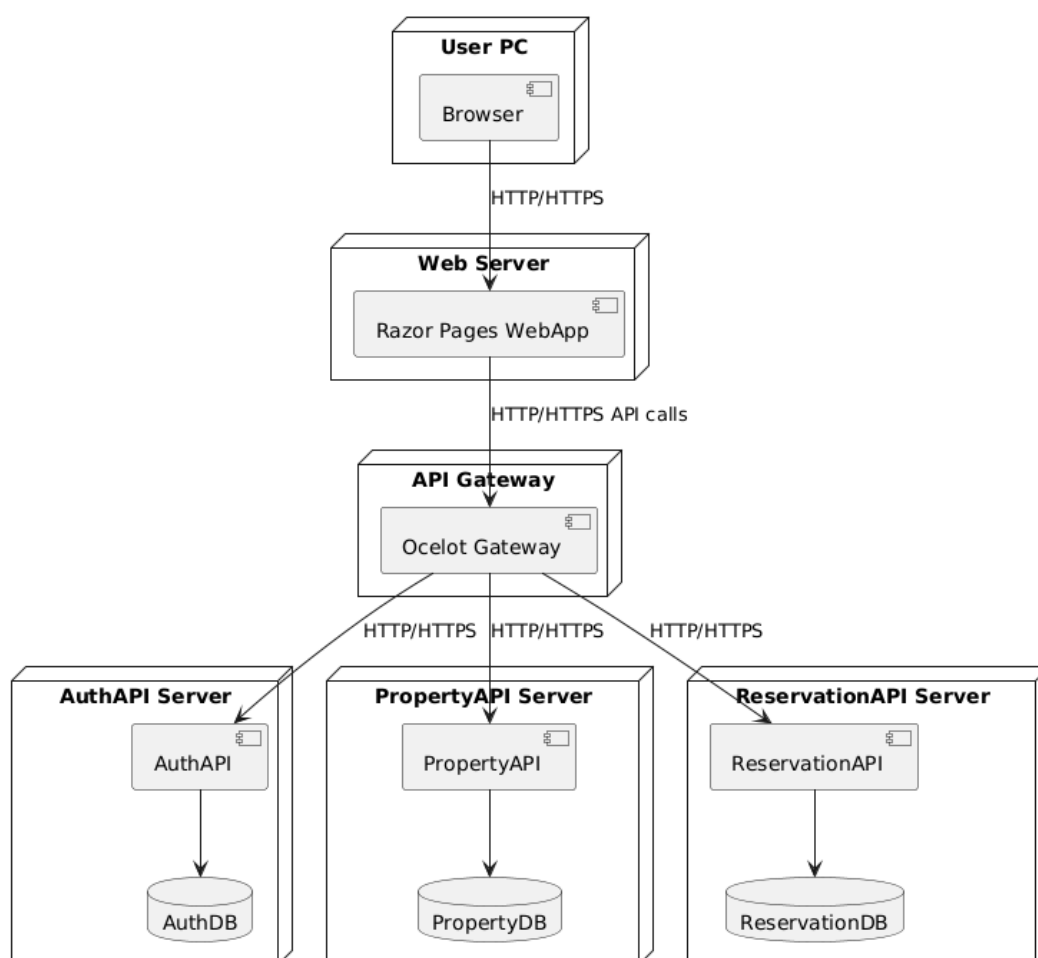 User PC
Browser
HTTP/HTTPS
Web Server
Razor Pages WebApp
HTTP/HTTPS API calls
API Gateway
Ocelot Gateway
HTTP/HTTPS
HTTP/HTTPS
HTTP/HTTPS
AuthAPI Server
PropertyAPI Server
ReservationAPI Server
AuthAPI
PropertyAPI
ReservationAPI
AuthDB
PropertyDB
ReservationDB